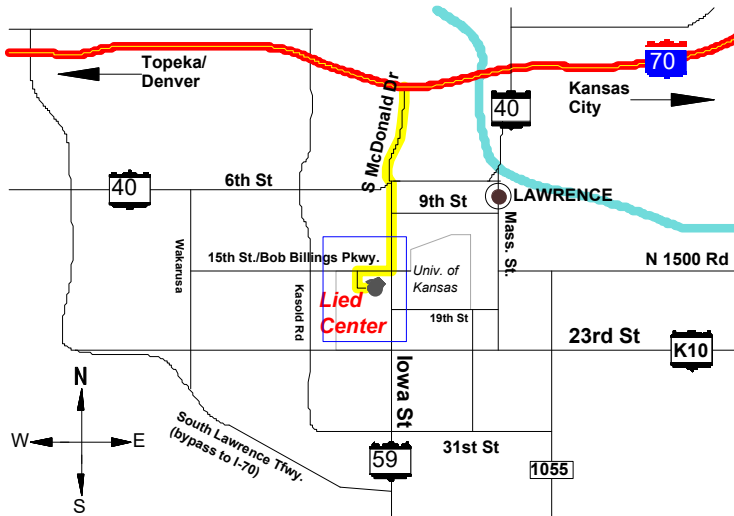 70
Topeka/
Denver
Kansas
City
40
S McDonald Dr
40
6th St
9th St
LAWRENCE
Mass. St.
Wakarusa
15th St./Bob Billings Pkwy.
Univ. of
Kansas
N 1500 Rd
Kasold Rd
Lied
Center
19th St
23rd St
K10
Iowa St
N
W
E
S
South Lawrence Tfwy.
(bypass to I-70)
59
31st St
1055